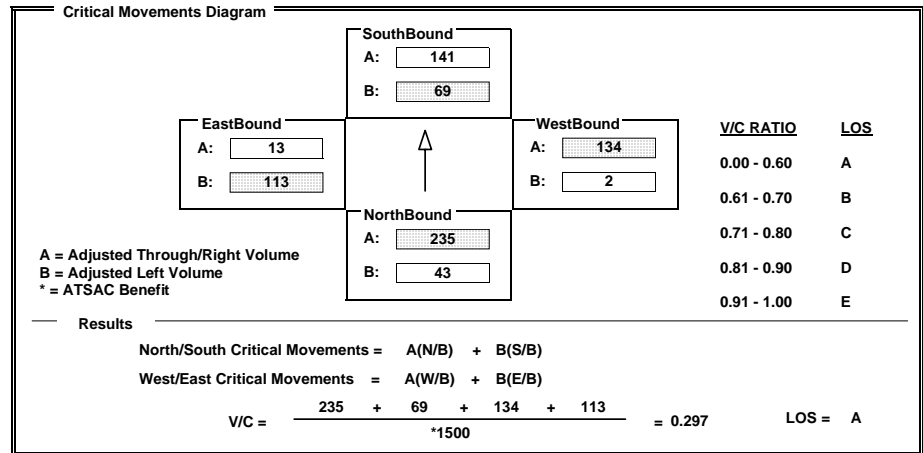 Critical Movements Diagram
SouthBound
A: 141
B: 69
EastBound
A: 13
B: 113
WestBound
A: 134
B: 2
NorthBound
A: 235
B: 43
V/C RATIO LOS
0.00 - 0.60 A
0.61 - 0.70 B
0.71 - 0.80 C
0.81 - 0.90 D
0.91 - 1.00 E
A = Adjusted Through/Right Volume
B = Adjusted Left Volume
* = ATSAC Benefit
Results
North/South Critical Movements = A(N/B) + B(S/B)
West/East Critical Movements = A(W/B) + B(E/B)
V/C = 235 + 69 + 134 + 113 = 0.297 LOS = A
*1500